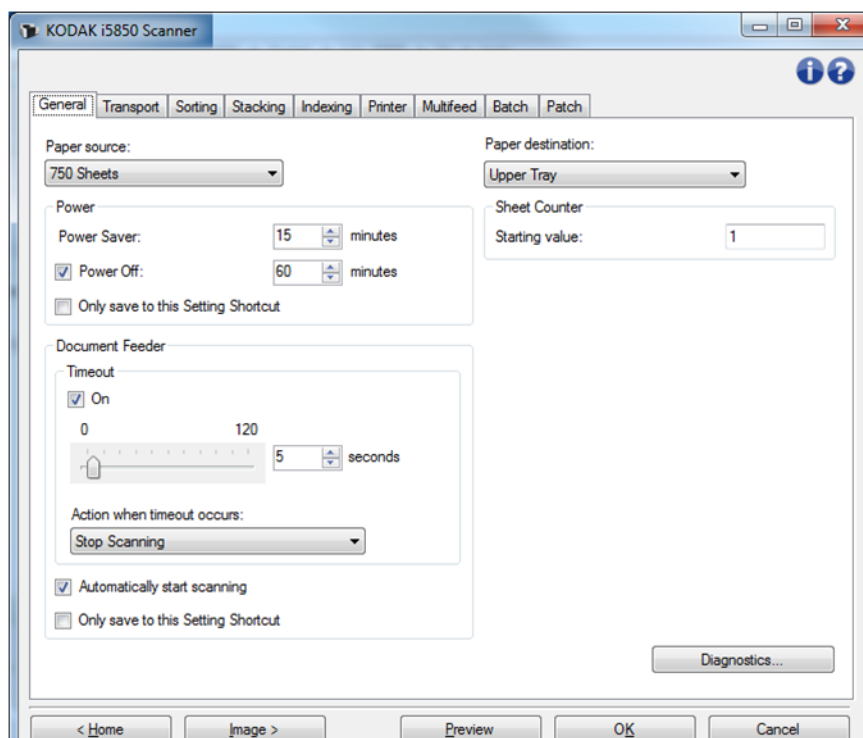 KODAK i5850 Scanner
General Transport Sorting Stacking Indexing Printer Multifeed Batch Patch
Paper source:
750 Sheets
Paper destination:
Upper Tray
Power
Power Saver: 15 minutes
Power Off: 60 minutes
Only save to this Setting Shortcut
Sheet Counter
Starting value: 1
Document Feeder
Timeout
On
0 120
5 seconds
Action when timeout occurs:
Stop Scanning
Automatically start scanning
Only save to this Setting Shortcut
Diagnostics...
< Home Image > Preview OK Cancel